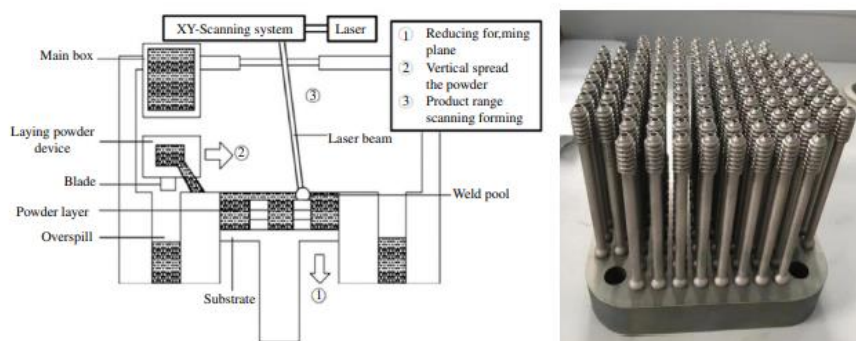 XY-Scanning system
Laser
Main box
① Reducing for,ming
plane
② Vertical spread
the powder
③ Product range
scanning forming
③
Laying powder
device
②
Laser beam
Blade
Weld pool
Powder layer
Overspill
Substrate
①